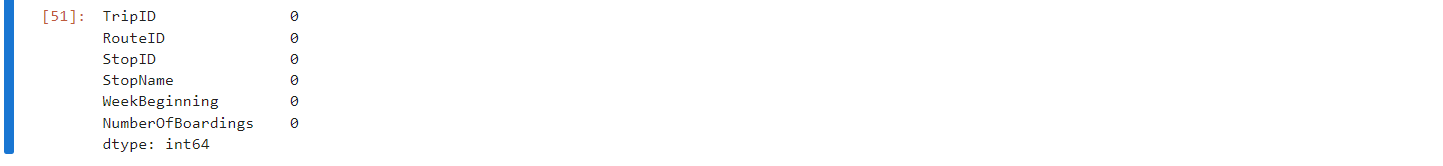 [51]: TripID 0
RouteID 0
StopID 0
StopName 0
WeekBeginning 0
NumberOfBoardings 0
dtype: int64